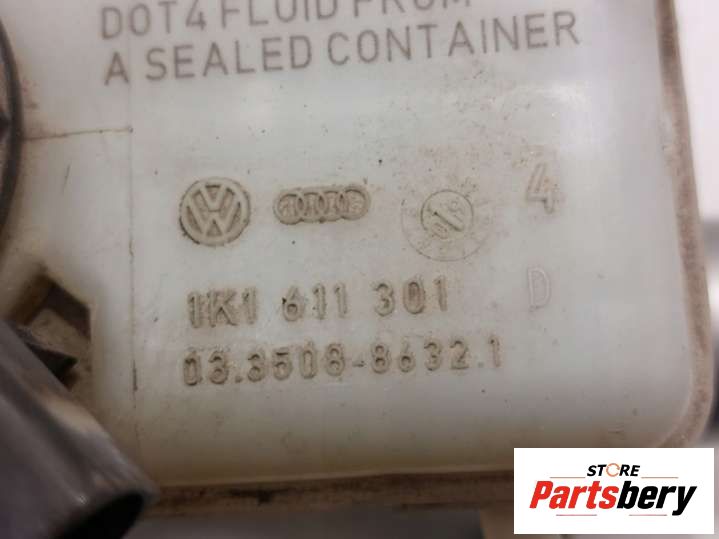 DOT4 FLUID FROM
A SEALED CONTAINER
4
1K1 611 301 D
03.3508-8632.1
STORE
Partsbery